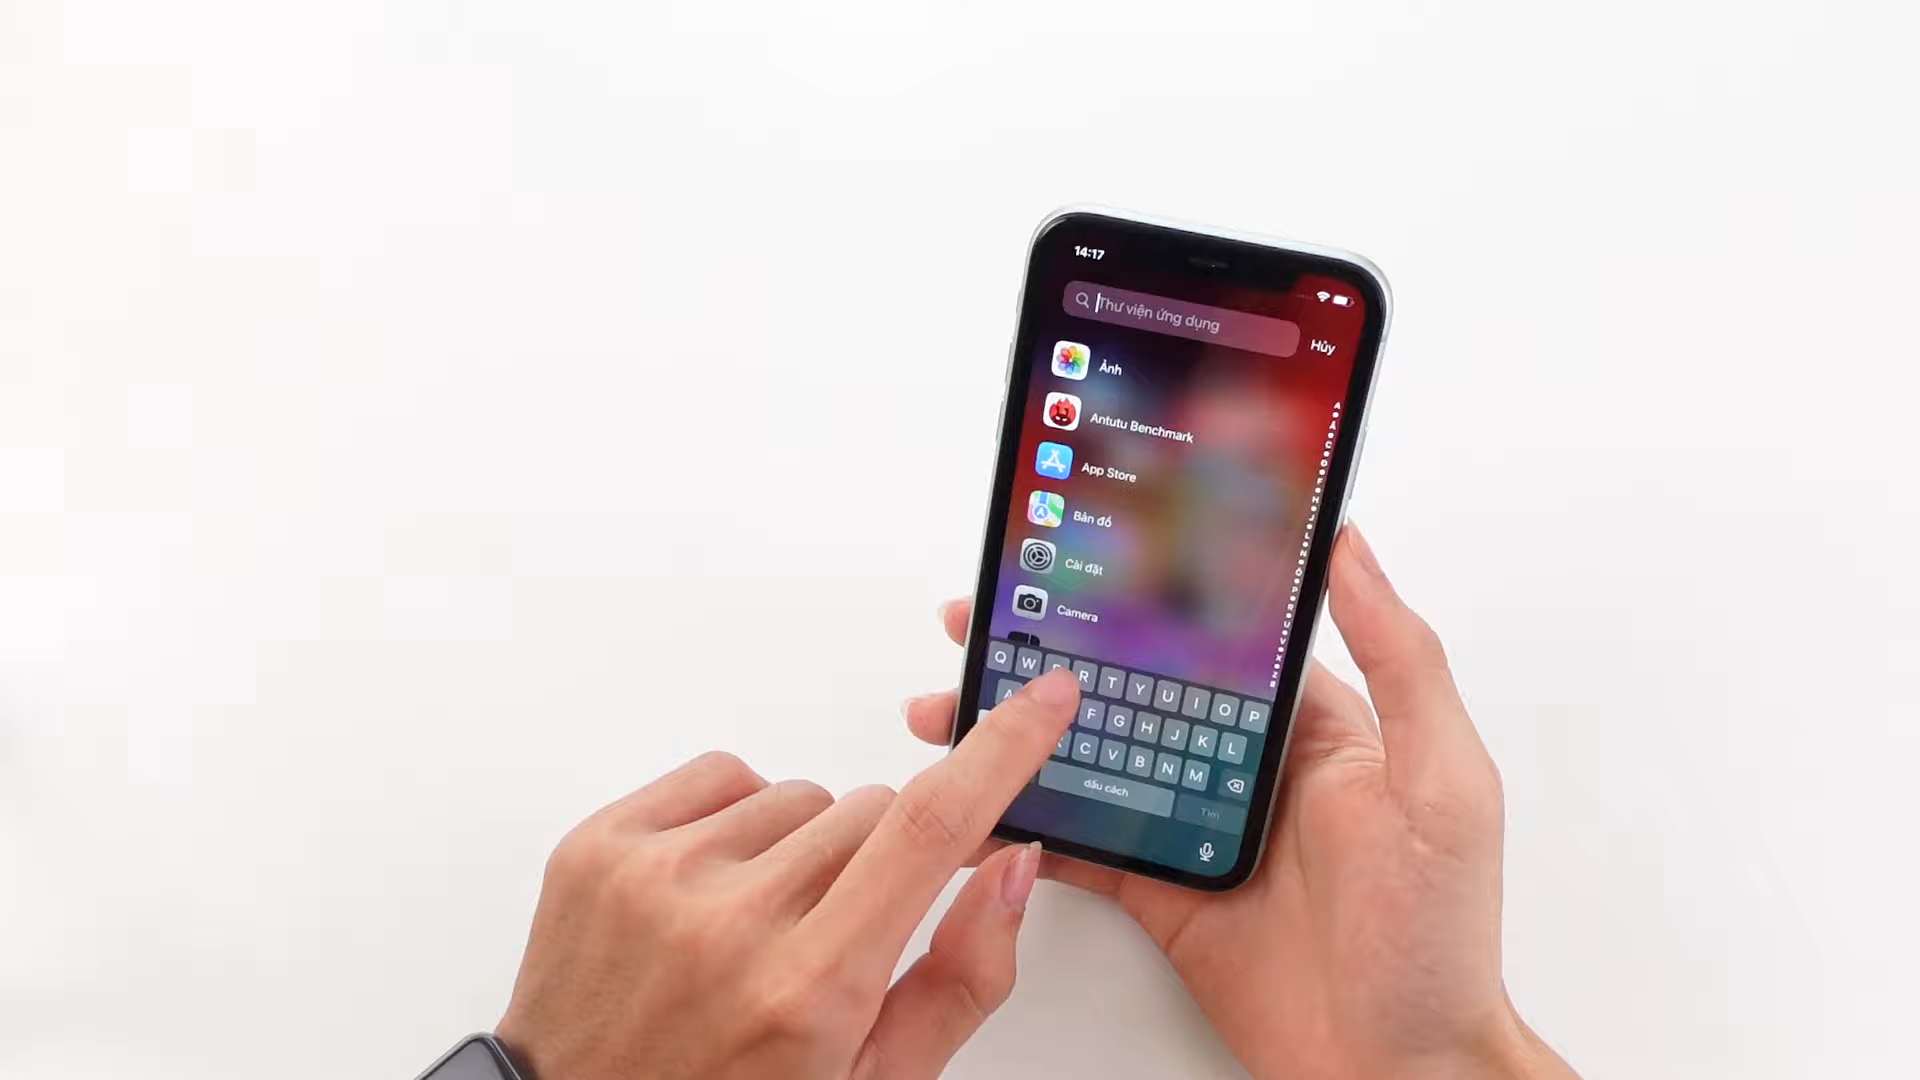 14:17
Thư viện ứng dụng
Hủy
Ảnh
Antutu Benchmark
App Store
Bản đồ
Cài đặt
Camera
Q W R T Y U I O P
A F G H J K L
C V B N M
dấu cách
Tìm